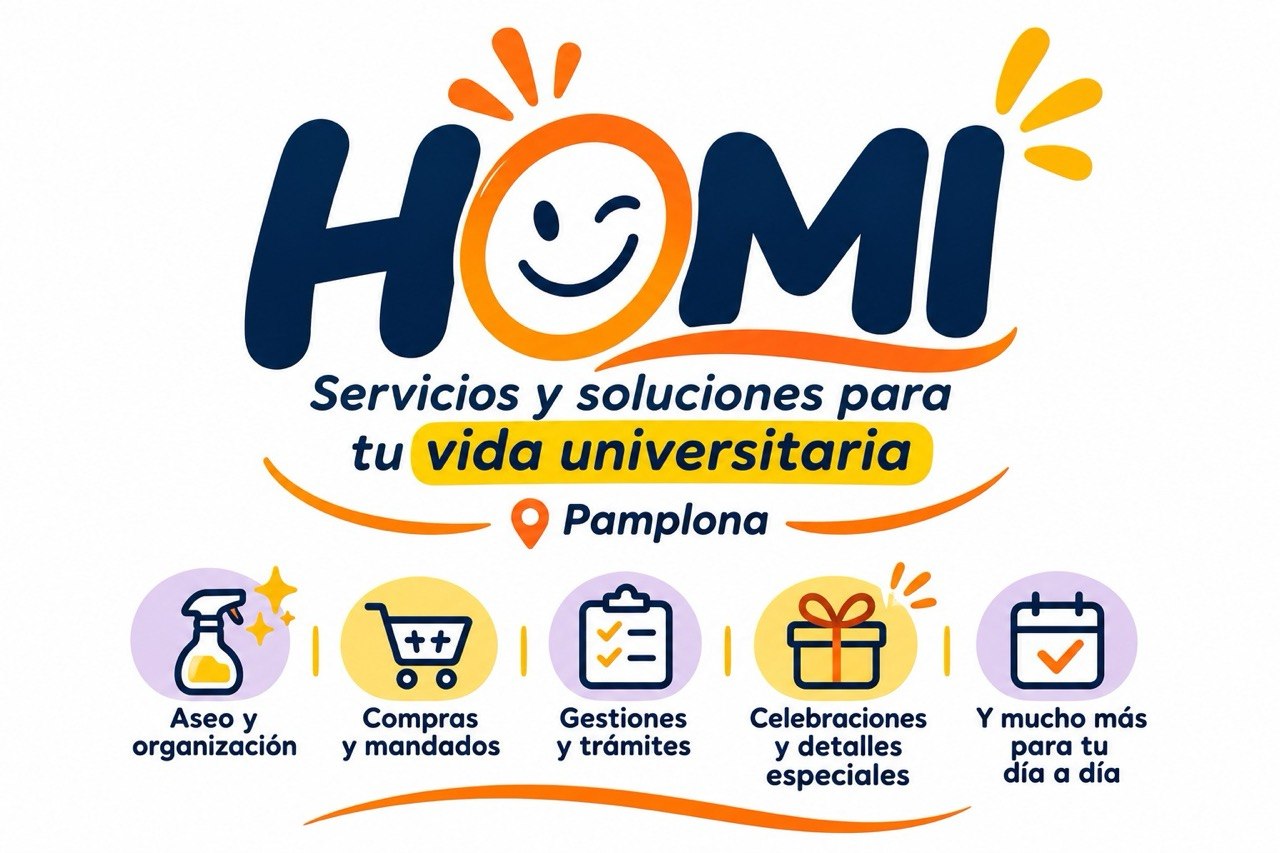 HOMI
Servicios y soluciones para
tu vida universitaria
Pamplona
Aseo y
organización
Compras
y mandados
Gestiones
y trámites
Celebraciones
y detalles
especiales
Y mucho más
para tu
día a día